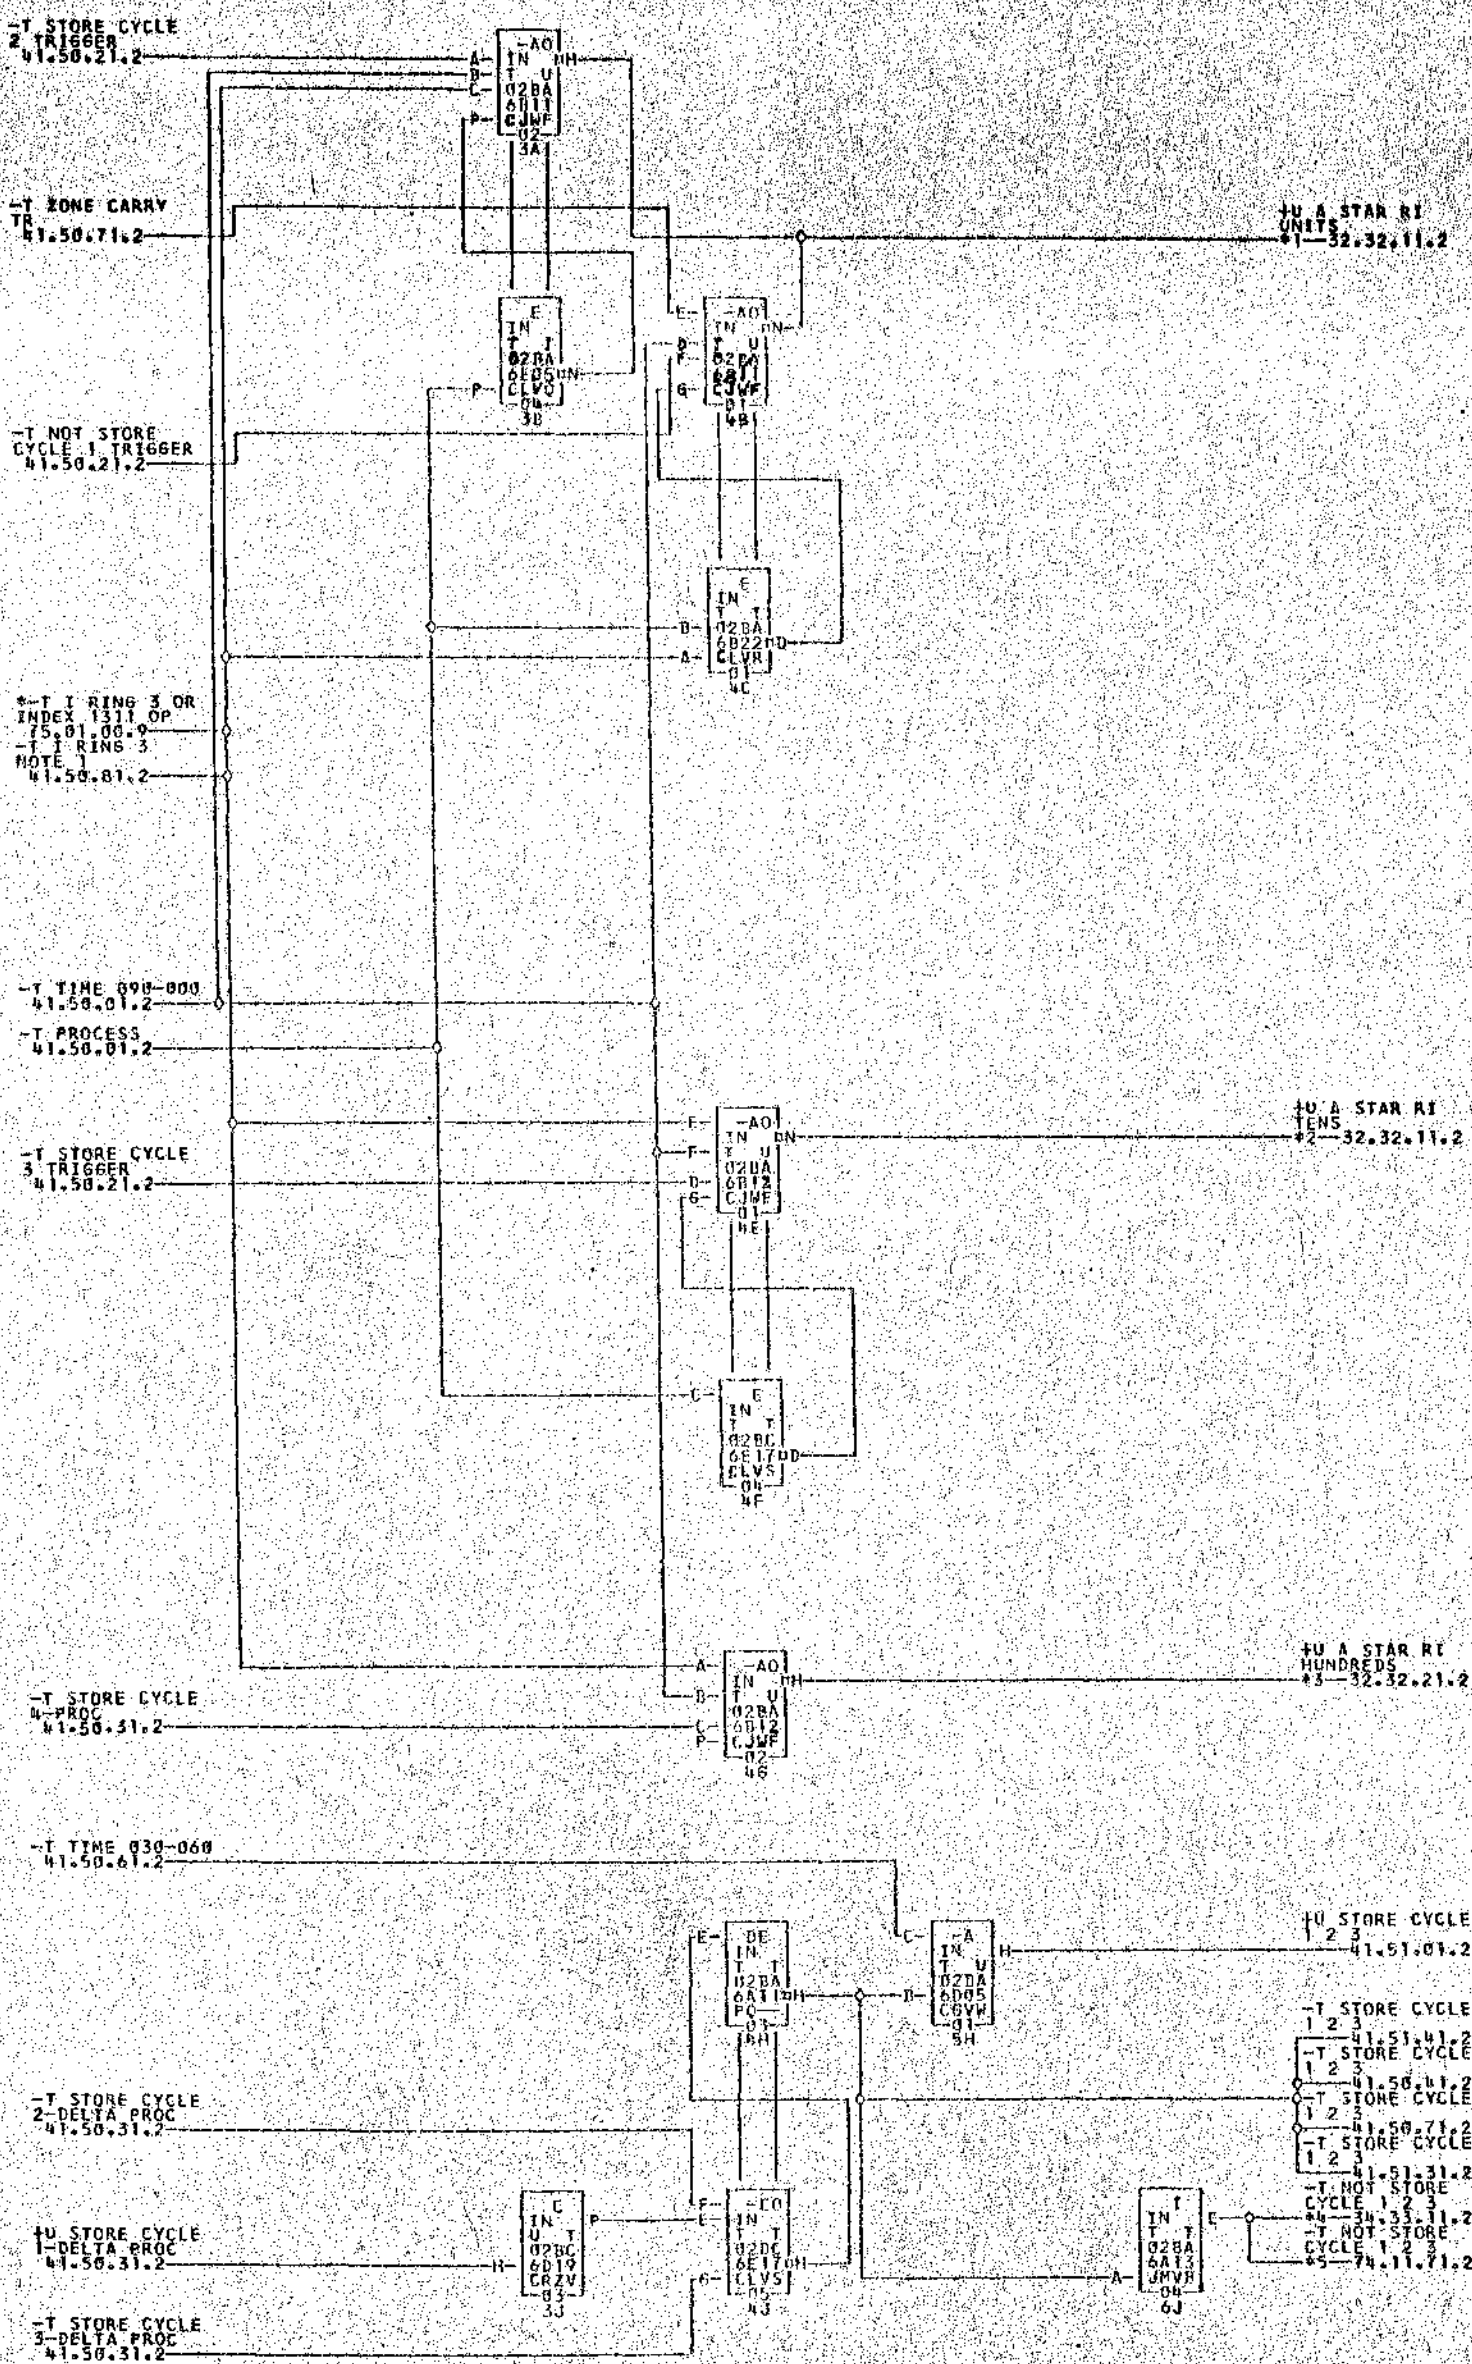 -T STORE CYCLE
2 TRIGGER
41.50.21.2
-AO
A- IN H
B- T U
C- 02BA
6B11
P- CJWF
02
3A
-T ZONE CARRY
TR
41.50.71.2
+U A STAR RI
UNITS
*1-32.32.11.2
E
IN
02BA
N
P-
04
3B
E- -AO
IN N
U
F-
G- CJWF
01
4B
-T NOT STORE
CYCLE 1 TRIGGER
41.50.21.2
E
IN
T T
B- 02BA
6B22 D
A- CLVR
01
4C
*-T I RING 3 OR
INDEX 1311 OP
75.01.00.9
-T I RING 3
NOTE 1
41.50.81.2
-T TIME 090-000
41.50.01.2
-T PROCESS
41.50.01.2
E- -AO
IN N
F- T U
02BA
D- 6B12
G- CJWF
01
4E
+U A STAR RI
TENS
*2-32.32.11.2
-T STORE CYCLE
3 TRIGGER
41.50.21.2
C- E
IN
T T
02BC
6E17 D
CLVS
04
4F
A- -AO
IN H
B- T U
02BA
C- 6B12
P- CJWF
02
4G
+U A STAR RI
HUNDREDS
*3-32.32.21.2
-T STORE CYCLE
4-PROC
41.50.31.2
-T TIME 030-060
41.50.61.2
E- DE
IN
T T
02BA
6A11 H
03
C- -A
IN H
T U
02BA
B- 6D05
CGVW
01
5H
+U STORE CYCLE
1 2 3
41.51.01.2
-T STORE CYCLE
1 2 3
41.51.41.2
-T STORE CYCLE
1 2 3
41.50.41.2
-T STORE CYCLE
1 2 3
41.50.71.2
-T STORE CYCLE
1 2 3
41.51.31.2
-T STORE CYCLE
2-DELTA PROC
41.50.31.2
C
IN P
U T
02BC
H- 6D19
CRZV
03
3J
F-
E- IN
T T
02BC
6E17 H
G- CLVS
05
4J
I
IN E
T T
02BA
6A13
A- JMVR
04
6J
-T NOT STORE
CYCLE 1 2 3
*4-34.33.11.2
-T NOT STORE
CYCLE 1 2 3
*5-74.11.71.2
+U STORE CYCLE
1-DELTA PROC
41.50.31.2
-T STORE CYCLE
3-DELTA PROC
41.50.31.2